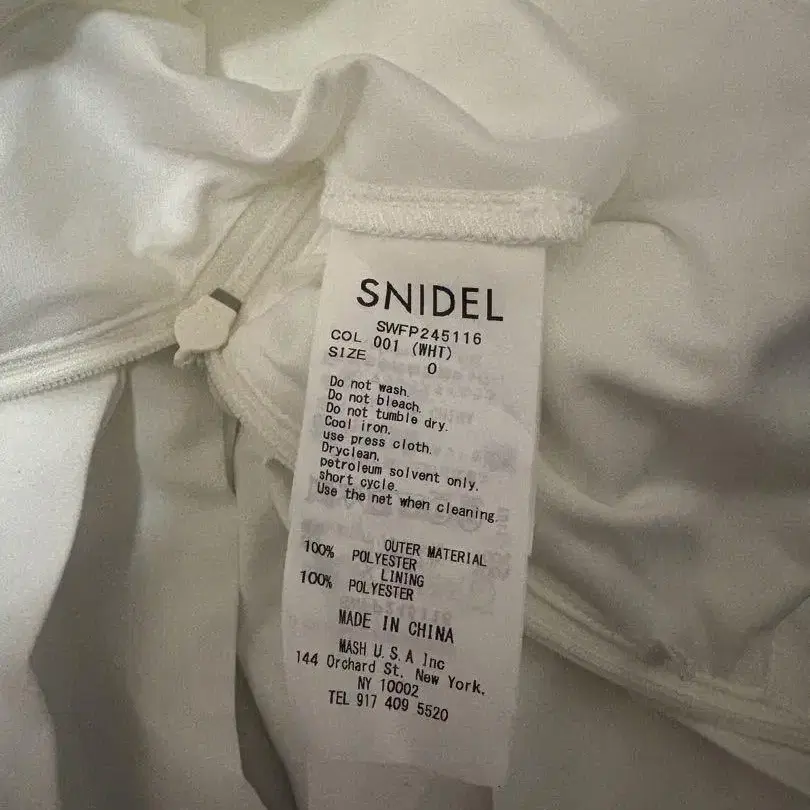 SNIDEL
SWFP245116
COL 001 (WHT)
SIZE 0
Do not wash.
Do not bleach.
Do not tumble dry.
Cool iron,
use press cloth.
Dryclean,
petroleum solvent only,
short cycle.
Use the net when cleaning.
OUTER MATERIAL
100% POLYESTER
LINING
100% POLYESTER
MADE IN CHINA
MASH U.S.A Inc
144 Orchard St. New York,
NY 10002
TEL 917 409 5520